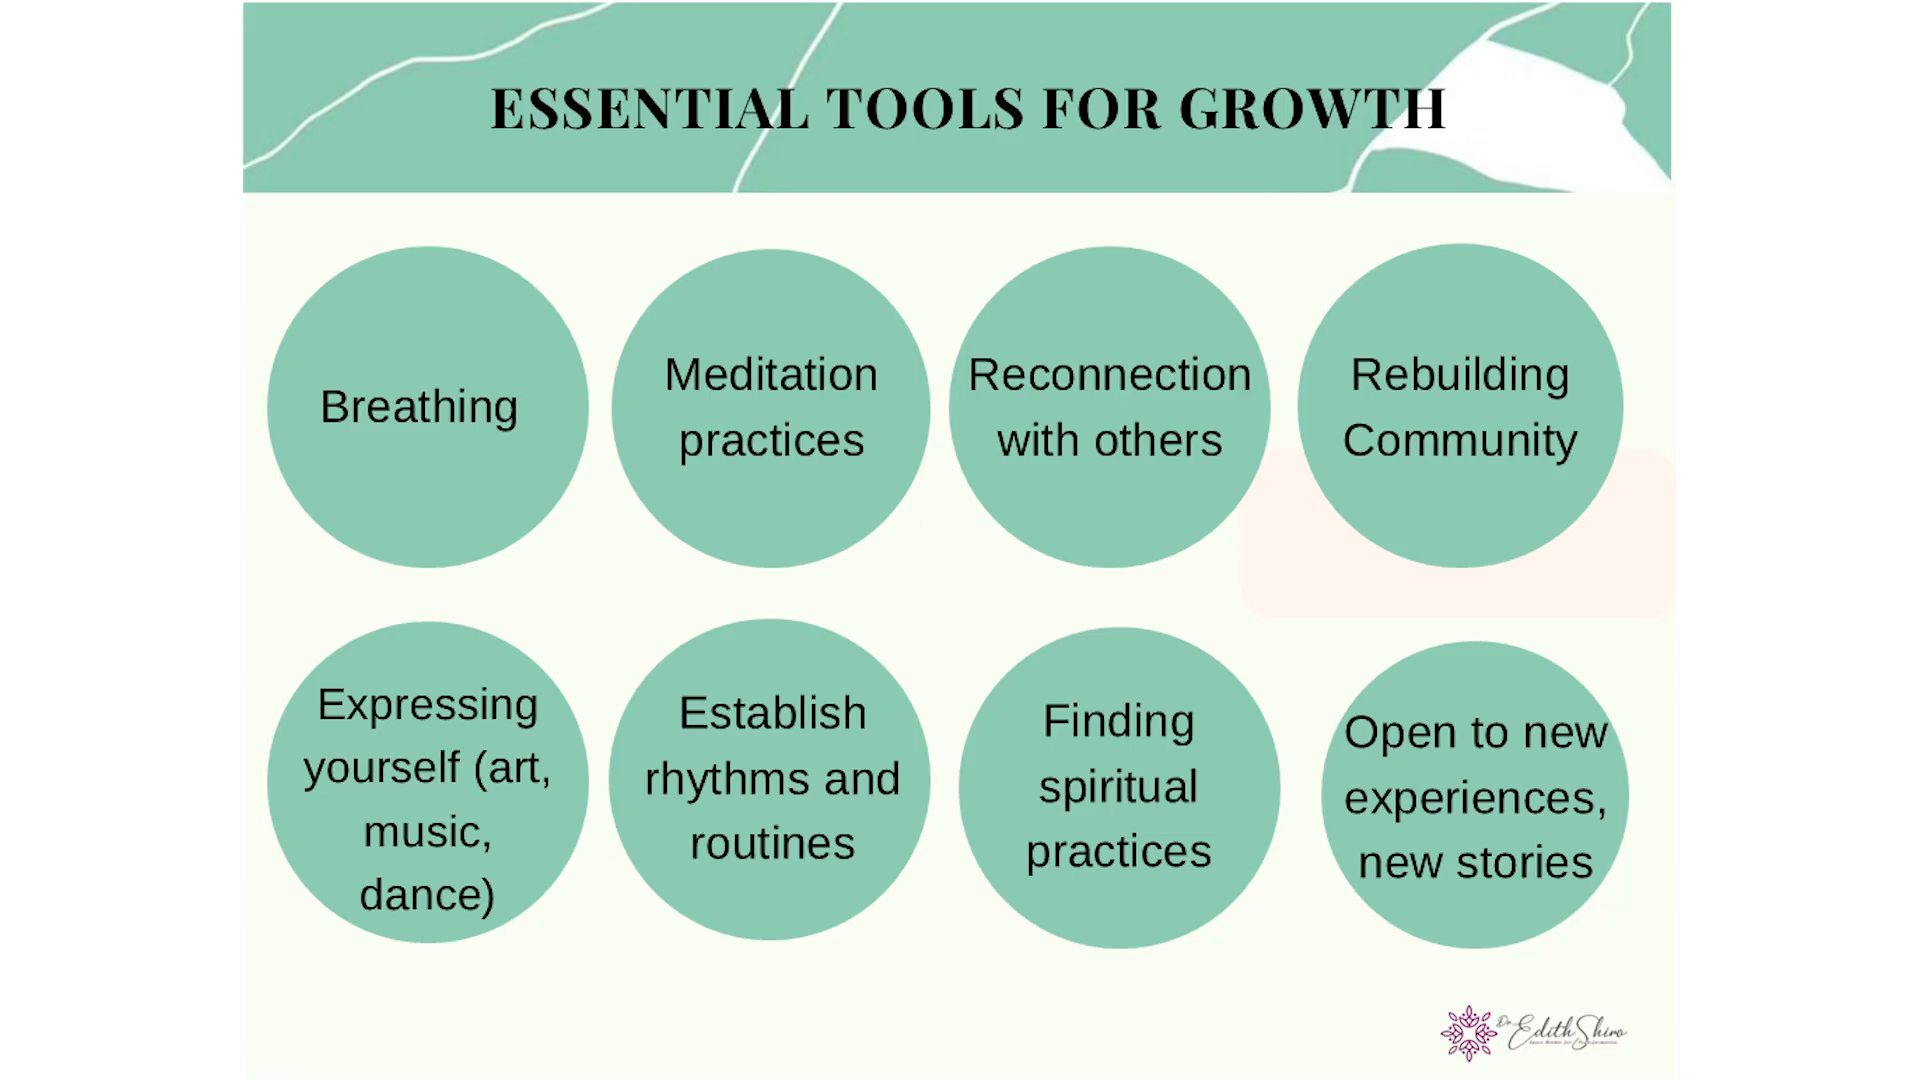 ESSENTIAL TOOLS FOR GROWTH
Breathing
Meditation
practices
Reconnection
with others
Rebuilding
Community
Expressing
yourself (art,
music,
dance)
Establish
rhythms and
routines
Finding
spiritual
practices
Open to new
experiences,
new stories
Dr. Edith Shiro